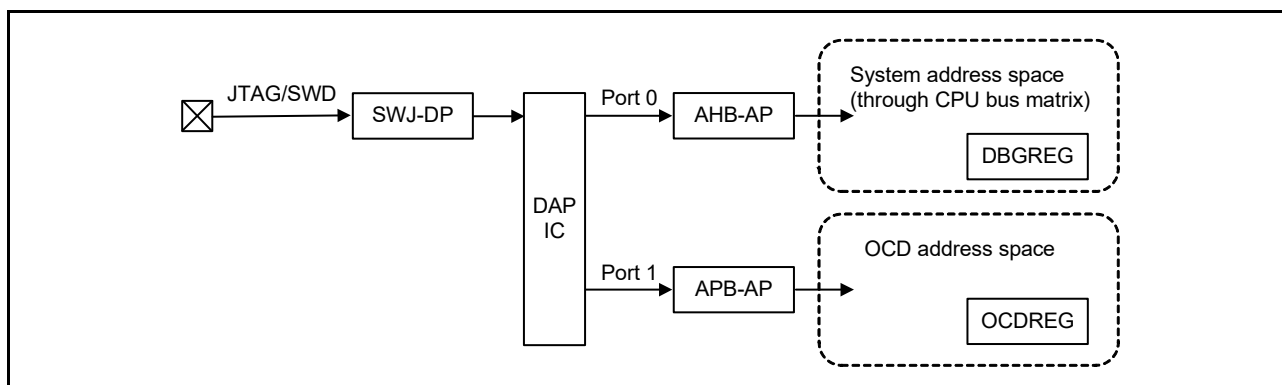 JTAG/SWD
SWJ-DP
DAP
IC
Port 0
AHB-AP
System address space
(through CPU bus matrix)
DBGREG
Port 1
APB-AP
OCD address space
OCDREG